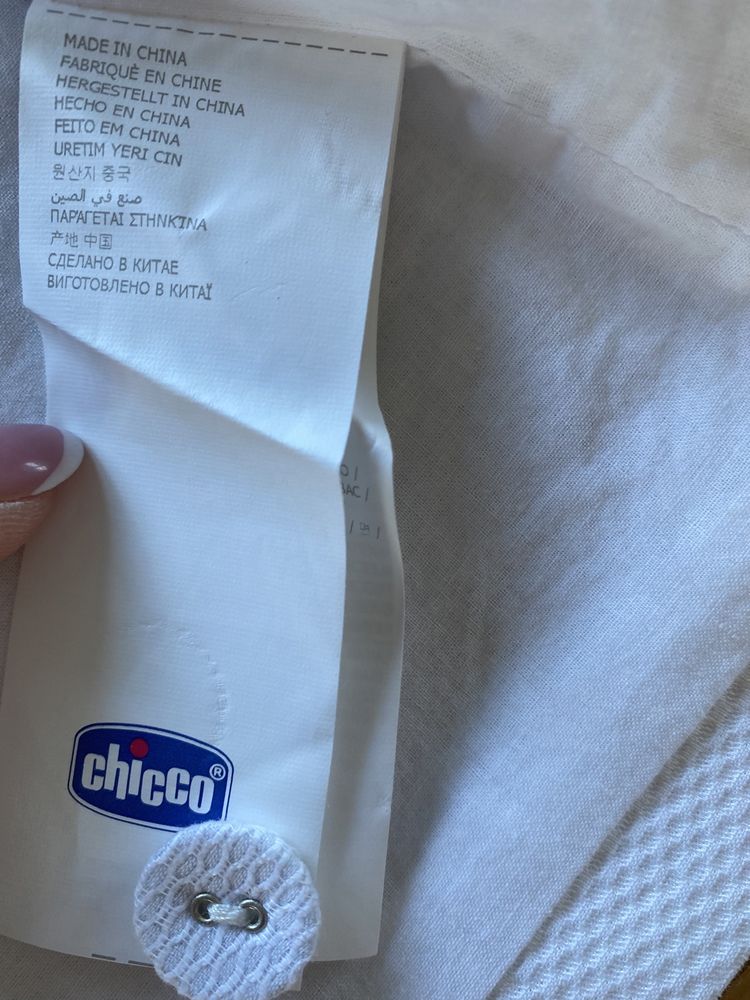 MADE IN CHINA
FABRIQUÈ EN CHINE
HERGESTELLT IN CHINA
HECHO EN CHINA
FEITO EM CHINA
URETIM YERI CIN
원산지 중국
صنع في الصين
ΠΑΡΑΓΕΤΑΙ ΣΤΗΝΚΊΝΑ
产地 中国
СДЕЛАНО В КИТАЕ
ВИГОТОВЛЕНО В КИТАЇ
chicco®